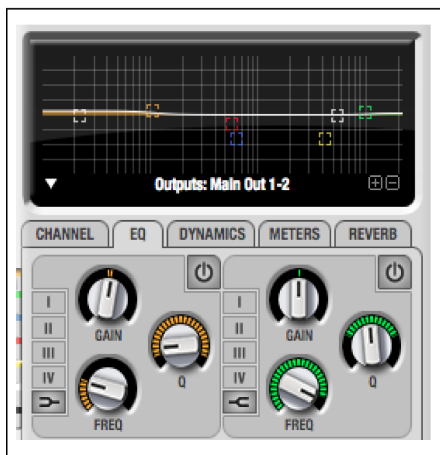 Outputs: Main Out 1-2
CHANNEL EQ DYNAMICS METERS REVERB
I
II
III
IV
GAIN
Q
FREQ
I
II
III
IV
GAIN
Q
FREQ